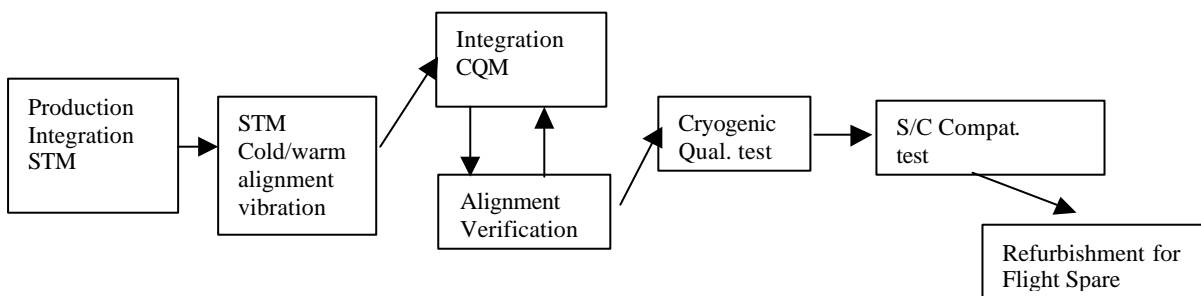 Production
Integration
STM
STM
Cold/warm
alignment
vibration
Integration
CQM
Alignment
Verification
Cryogenic
Qual. test
S/C Compat.
test
Refurbishment for
Flight Spare